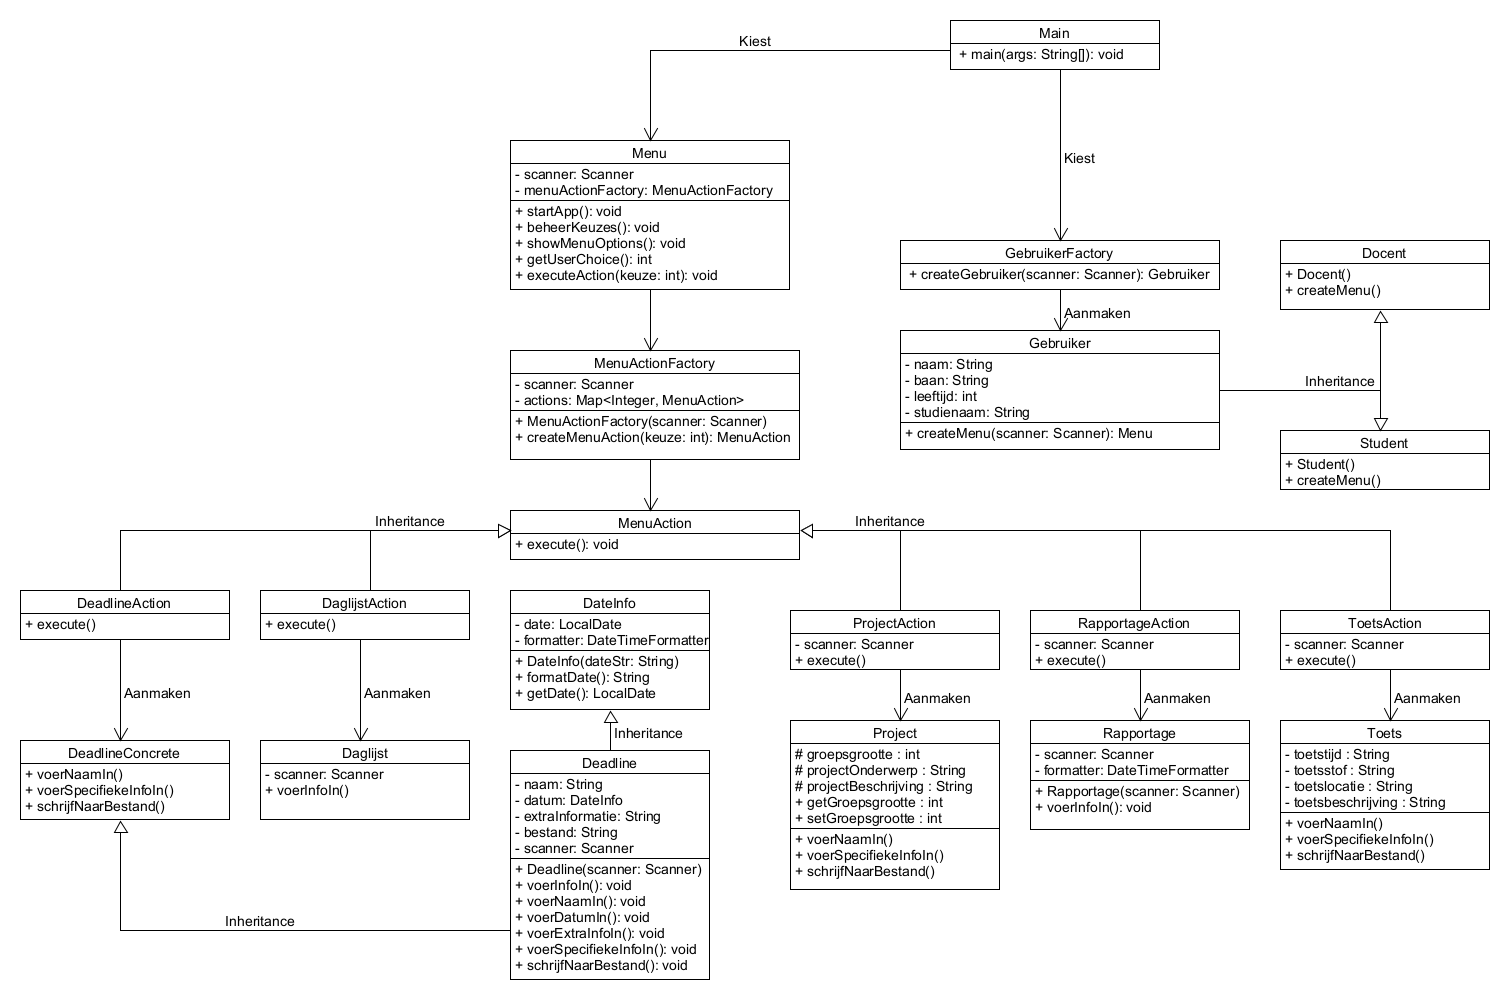 Main
+ main(args: String[]): void
Kiest
Kiest
Menu
- scanner: Scanner
- menuActionFactory: MenuActionFactory
+ startApp(): void
+ beheerKeuzes(): void
+ showMenuOptions(): void
+ getUserChoice(): int
+ executeAction(keuze: int): void
GebruikerFactory
+ createGebruiker(scanner: Scanner): Gebruiker
Aanmaken
Docent
+ Docent()
+ createMenu()
Gebruiker
- naam: String
- baan: String
- leeftijd: int
- studienaam: String
+ createMenu(scanner: Scanner): Menu
Inheritance
Student
+ Student()
+ createMenu()
MenuActionFactory
- scanner: Scanner
- actions: Map<Integer, MenuAction>
+ MenuActionFactory(scanner: Scanner)
+ createMenuAction(keuze: int): MenuAction
Inheritance
MenuAction
+ execute(): void
Inheritance
DeadlineAction
+ execute()
Aanmaken
DaglijstAction
+ execute()
Aanmaken
DateInfo
- date: LocalDate
- formatter: DateTimeFormatter
+ DateInfo(dateStr: String)
+ formatDate(): String
+ getDate(): LocalDate
Inheritance
ProjectAction
- scanner: Scanner
+ execute()
Aanmaken
RapportageAction
- scanner: Scanner
+ execute()
Aanmaken
ToetsAction
- scanner: Scanner
+ execute()
Aanmaken
DeadlineConcrete
+ voerNaamIn()
+ voerSpecifiekeInfoIn()
+ schrijfNaarBestand()
Daglijst
- scanner: Scanner
+ voerInfoIn()
Deadline
- naam: String
- datum: DateInfo
- extraInformatie: String
- bestand: String
- scanner: Scanner
+ Deadline(scanner: Scanner)
+ voerInfoIn(): void
+ voerNaamIn(): void
+ voerDatumIn(): void
+ voerExtraInfoIn(): void
+ voerSpecifiekeInfoIn(): void
+ schrijfNaarBestand(): void
Inheritance
Project
# groepsgrootte : int
# projectOnderwerp : String
# projectBeschrijving : String
+ getGroepsgrootte : int
+ setGroepsgrootte : int
+ voerNaamIn()
+ voerSpecifiekeInfoIn()
+ schrijfNaarBestand()
Rapportage
- scanner: Scanner
- formatter: DateTimeFormatter
+ Rapportage(scanner: Scanner)
+ voerInfoIn(): void
Toets
- toetstijd : String
- toetsstof : String
- toetslocatie : String
- toetsbeschrijving : String
+ voerNaamIn()
+ voerSpecifiekeInfoIn()
+ schrijfNaarBestand()